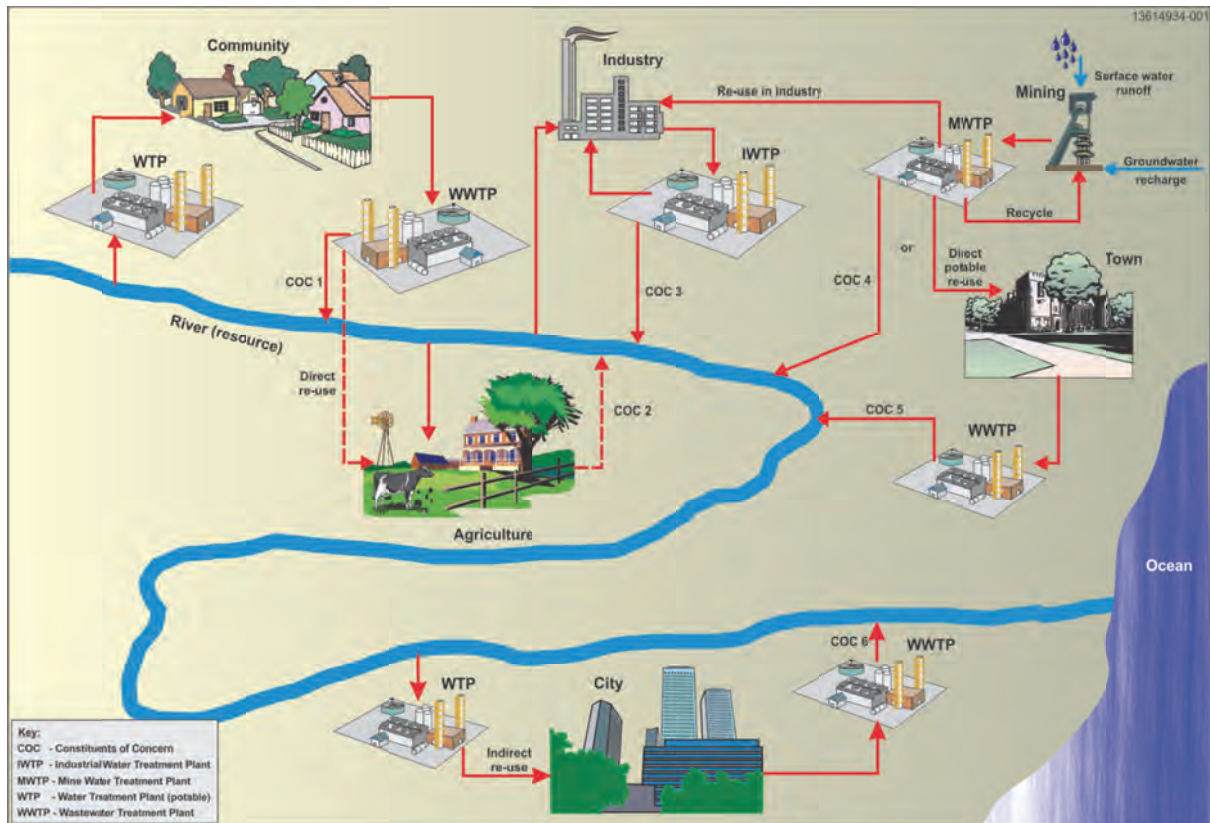 13614934-001
Community
Industry
Re-use in industry
Surface water
runoff
Mining
MWTP
WTP
IWTP
WWTP
Groundwater
recharge
Recycle
or
Direct
potable
re-use
Town
COC 1
COC 3
COC 4
River (resource)
Direct
re-use
COC 2
COC 5
WWTP
Agriculture
Ocean
COC 6
WWTP
WTP
City
Indirect
re-use
Key:
COC - Constituents of Concern
IWTP - Industrial Water Treatment Plant
MWTP - Mine Water Treatment Plant
WTP - Water Treatment Plant (potable)
WWTP - Wastewater Treatment Plant